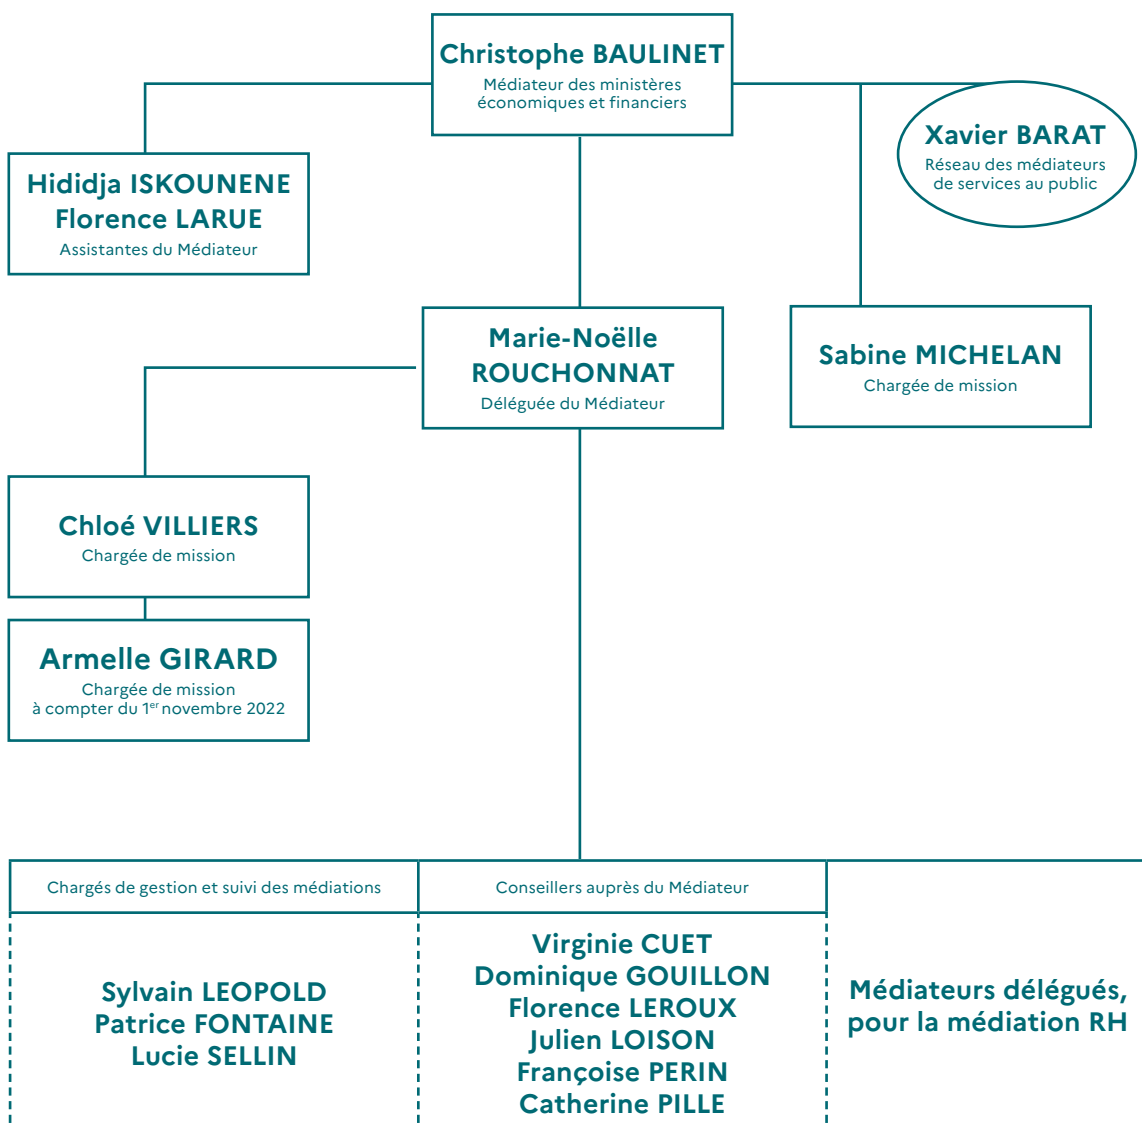 Christophe BAULINET
Médiateur des ministères
économiques et financiers
Xavier BARAT
Réseau des médiateurs
de services au public
Hididja ISKOUNENE
Florence LARUE
Assistantes du Médiateur
Marie-Noëlle
ROUCHONNAT
Déléguée du Médiateur
Sabine MICHELAN
Chargée de mission
Chloé VILLIERS
Chargée de mission
Armelle GIRARD
Chargée de mission
à compter du 1er novembre 2022
Chargés de gestion et suivi des médiations
Sylvain LEOPOLD
Patrice FONTAINE
Lucie SELLIN
Conseillers auprès du Médiateur
Virginie CUET
Dominique GOUILLON
Florence LEROUX
Julien LOISON
Françoise PERIN
Catherine PILLE
Médiateurs délégués,
pour la médiation RH